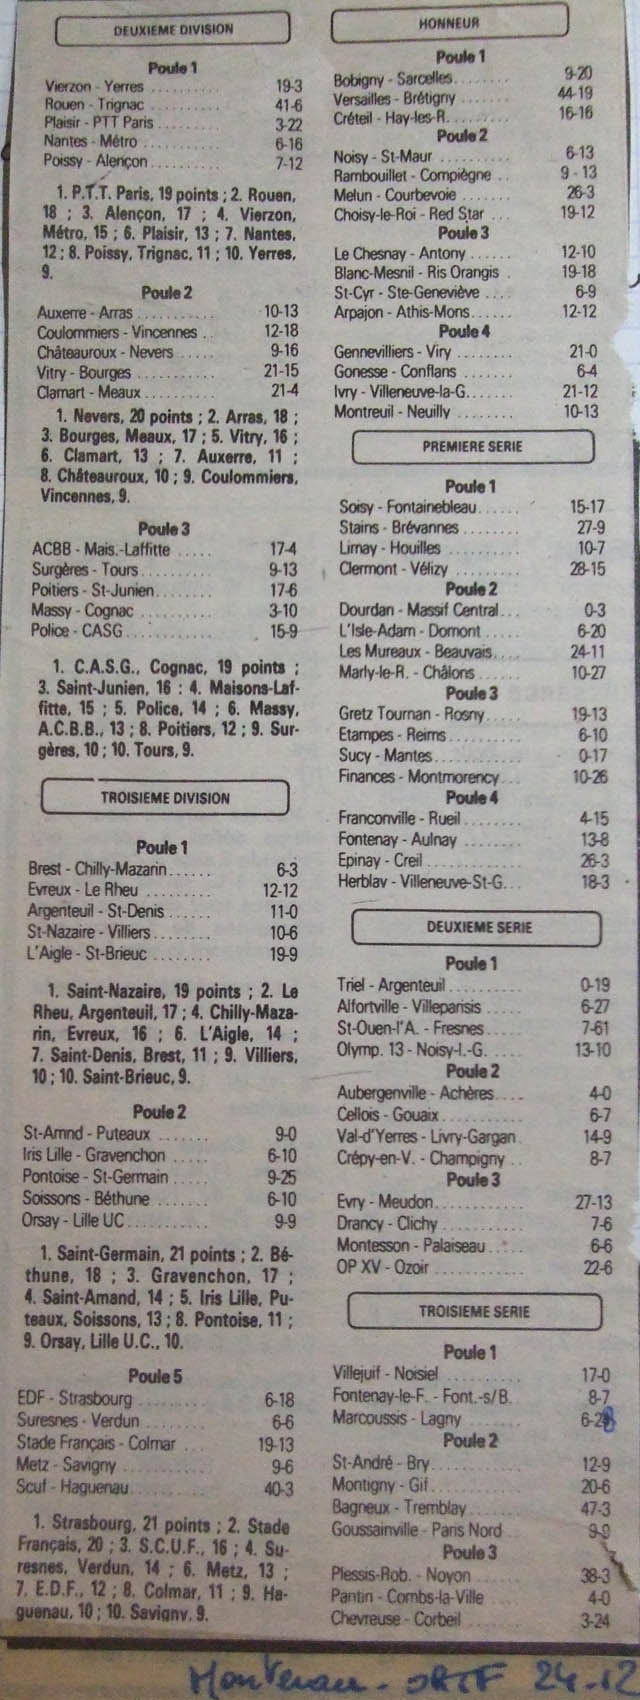 DEUXIEME DIVISION
Poule 1
Vierzon - Yerres .......... 19-3
Rouen - Trignac .......... 41-6
Plaisir - PTT Paris .......... 3-22
Nantes - Métro .......... 6-16
Poissy - Alençon .......... 7-12
1. P.T.T. Paris, 19 points ; 2. Rouen,
18 ; 3. Alençon, 17 ; 4. Vierzon,
Métro, 15 ; 6. Plaisir, 13 ; 7. Nantes,
12 ; 8. Poissy, Trignac, 11 ; 10. Yerres,
9.
Poule 2
Auxerre - Arras .......... 10-13
Coulommiers - Vincennes .. 12-18
Châteauroux - Nevers ..... 9-16
Vitry - Bourges .......... 21-15
Clamart - Meaux .......... 21-4
1. Nevers, 20 points ; 2. Arras, 18 ;
3. Bourges, Meaux, 17 ; 5. Vitry, 16 ;
6. Clamart, 13 ; 7. Auxerre, 11 ;
8. Châteauroux, 10 ; 9. Coulommiers,
Vincennes, 9.
Poule 3
ACBB - Mais.-Laffitte ..... 17-4
Surgères - Tours .......... 9-13
Poitiers - St-Junien .......... 17-6
Massy - Cognac .......... 3-10
Police - CASG .......... 15-9
1. C.A.S.G., Cognac, 19 points ;
3. Saint-Junien, 16 : 4. Maisons-Laf-
fitte, 15 ; 5. Police, 14 ; 6. Massy,
A.C.B.B., 13 ; 8. Poitiers, 12 ; 9. Sur-
gères, 10 ; 10. Tours, 9.
TROISIEME DIVISION
Poule 1
Brest - Chilly-Mazarin...... 6-3
Evreux - Le Rheu ......... 12-12
Argenteuil - St-Denis ...... 11-0
St-Nazaire - Villiers ........ 10-6
L'Aigle - St-Brieuc ........ 19-9
1. Saint-Nazaire, 19 points ; 2. Le
Rheu, Argenteuil, 17 ; 4. Chilly-Maza-
rin, Evreux, 16 ; 6. L'Aigle, 14 ;
7. Saint-Denis, Brest, 11 ; 9. Villiers,
10 ; 10. Saint-Brieuc, 9.
Poule 2
St-Amnd - Puteaux ....... 9-0
Iris Lille - Gravenchon ..... 6-10
Pontoise - St-Germain ..... 9-25
Soissons - Béthune ....... 6-10
Orsay - Lille UC .......... 9-9
1. Saint-Germain, 21 points ; 2. Bé-
thune, 18 ; 3. Gravenchon, 17 ;
4. Saint-Amand, 14 ; 5. Iris Lille, Pu-
teaux, Soissons, 13 ; 8. Pontoise, 11 ;
9. Orsay, Lille U.C., 10.
Poule 5
EDF - Strasbourg ......... 6-18
Suresnes - Verdun ........ 6-6
Stade Français - Colmar ... 19-13
Metz - Savigny ........... 9-6
Scuf - Haguenau.......... 40-3
1. Strasbourg, 21 points ; 2. Stade
Français, 20 ; 3. S.C.U.F., 16 ; 4. Su-
resnes, Verdun, 14 ; 6. Metz, 13 ;
7. E.D.F., 12 ; 8. Colmar, 11 ; 9. Ha-
guenau, 10 ; 10. Savigny, 9.
HONNEUR
Poule 1
Bobigny - Sarcelles........ 9-20
Versailles - Brétigny ....... 44-19
Créteil - Hay-les-R......... 16-16
Poule 2
Noisy - St-Maur .......... 6-13
Rambouillet - Compiègne .. 9 - 13
Melun - Courbevoie ....... 26-3
Choisy-le-Roi - Red Star ... 19-12
Poule 3
Le Chesnay - Antony ...... 12-10
Blanc-Mesnil - Ris Orangis . 19-18
St-Cyr - Ste-Geneviève .... 6-9
Arpajon - Athis-Mons...... 12-12
Poule 4
Gennevilliers - Viry ........ 21-0
Gonesse - Conflans ....... 6-4
Ivry - Villeneuve-la-G....... 21-12
Montreuil - Neuilly ........ 10-13
PREMIERE SERIE
Poule 1
Soisy - Fontainebleau...... 15-17
Stains - Brévannes ........ 27-9
Limay - Houilles .......... 10-7
Clermont - Vélizy ......... 28-15
Poule 2
Dourdan - Massif Central... 0-3
L'Isle-Adam - Domont ..... 6-20
Les Mureaux - Beauvais.... 24-11
Marly-le-R. - Châlons ...... 10-27
Poule 3
Gretz Tournan - Rosny..... 19-13
Etampes - Reims.......... 6-10
Sucy - Mantes............ 0-17
Finances - Montmorency... 10-26
Poule 4
Franconville - Rueil ........ 4-15
Fontenay - Aulnay ........ 13-8
Epinay - Creil ............ 26-3
Herblay - Villeneuve-St-G... 18-3
DEUXIEME SERIE
Poule 1
Triel - Argenteuil .......... 0-19
Alfortville - Villeparisis ..... 6-27
St-Ouen-l'A. - Fresnes..... 7-61
Olymp. 13 - Noisy-l.-G. .... 13-10
Poule 2
Aubergenville - Achères.... 4-0
Cellois - Gouaix........... 6-7
Val-d'Yerres - Livry-Gargan . 14-9
Crépy-en-V. - Champigny .. 8-7
Poule 3
Evry - Meudon........... 27-13
Drancy - Clichy ........... 7-6
Montesson - Palaiseau..... 6-6
OP XV - Ozoir ............ 22-6
TROISIEME SERIE
Poule 1
Villejuif - Noisiel .......... 17-0
Fontenay-le-F. - Font.-s/B. 8-7
Marcoussis - Lagny ....... 6-28
Poule 2
St-André - Bry............ 12-9
Montigny - Gif............ 20-6
Bagneux - Tremblay....... 47-3
Goussainville - Paris Nord .. 9-9
Poule 3
Plessis-Rob. - Noyon ...... 38-3
Pantin - Combs-la-Ville .... 4-0
Chevreuse - Corbeil ....... 3-24
Montereau - ORTF 24-12